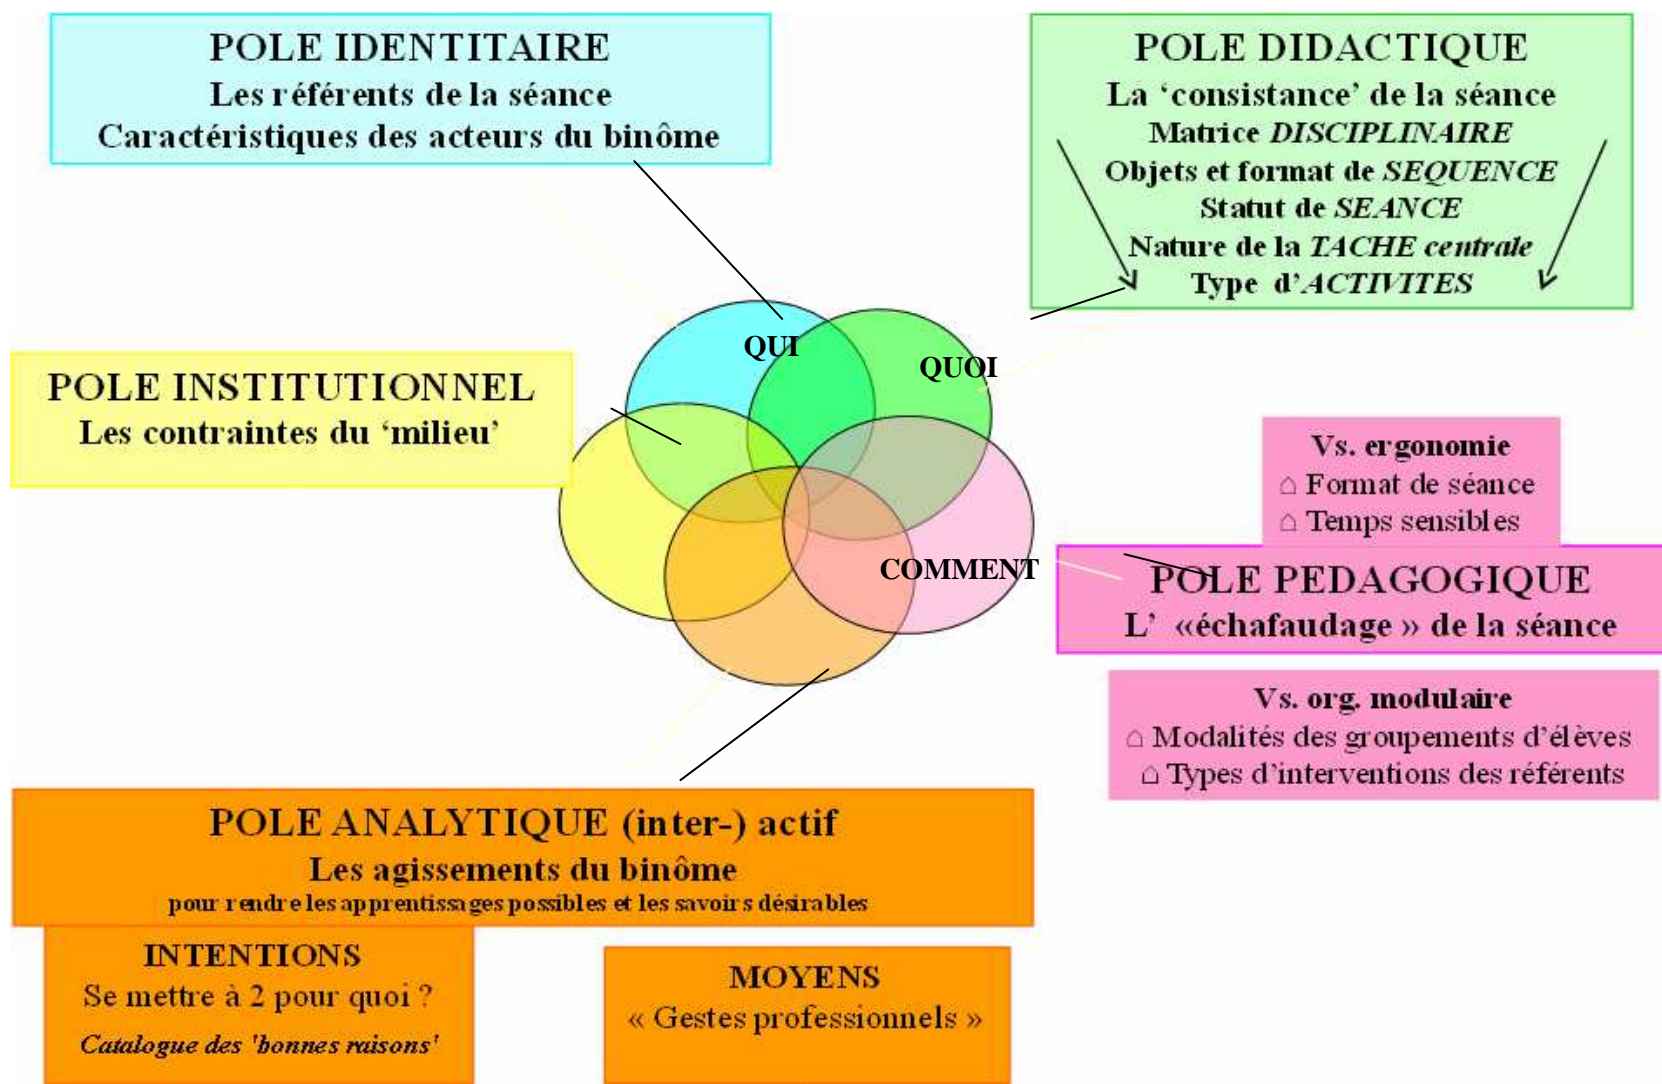 POLE IDENTITAIRE
Les référents de la séance
Caractéristiques des acteurs du binôme
POLE DIDACTIQUE
La ‘consistance’ de la séance
Matrice DISCIPLINAIRE
Objets et format de SEQUENCE
Statut de SEANCE
Nature de la TACHE centrale
Type d’ACTIVITES
QUI
QUOI
COMMENT
POLE INSTITUTIONNEL
Les contraintes du ‘milieu’
Vs. ergonomie
⌂ Format de séance
⌂ Temps sensibles
POLE PEDAGOGIQUE
L’ «échafaudage » de la séance
Vs. org. modulaire
⌂ Modalités des groupements d’élèves
⌂ Types d’interventions des référents
POLE ANALYTIQUE (inter-) actif
Les agissements du binôme
pour rendre les apprentissages possibles et les savoirs désirables
INTENTIONS
Se mettre à 2 pour quoi ?
Catalogue des 'bonnes raisons'
MOYENS
« Gestes professionnels »